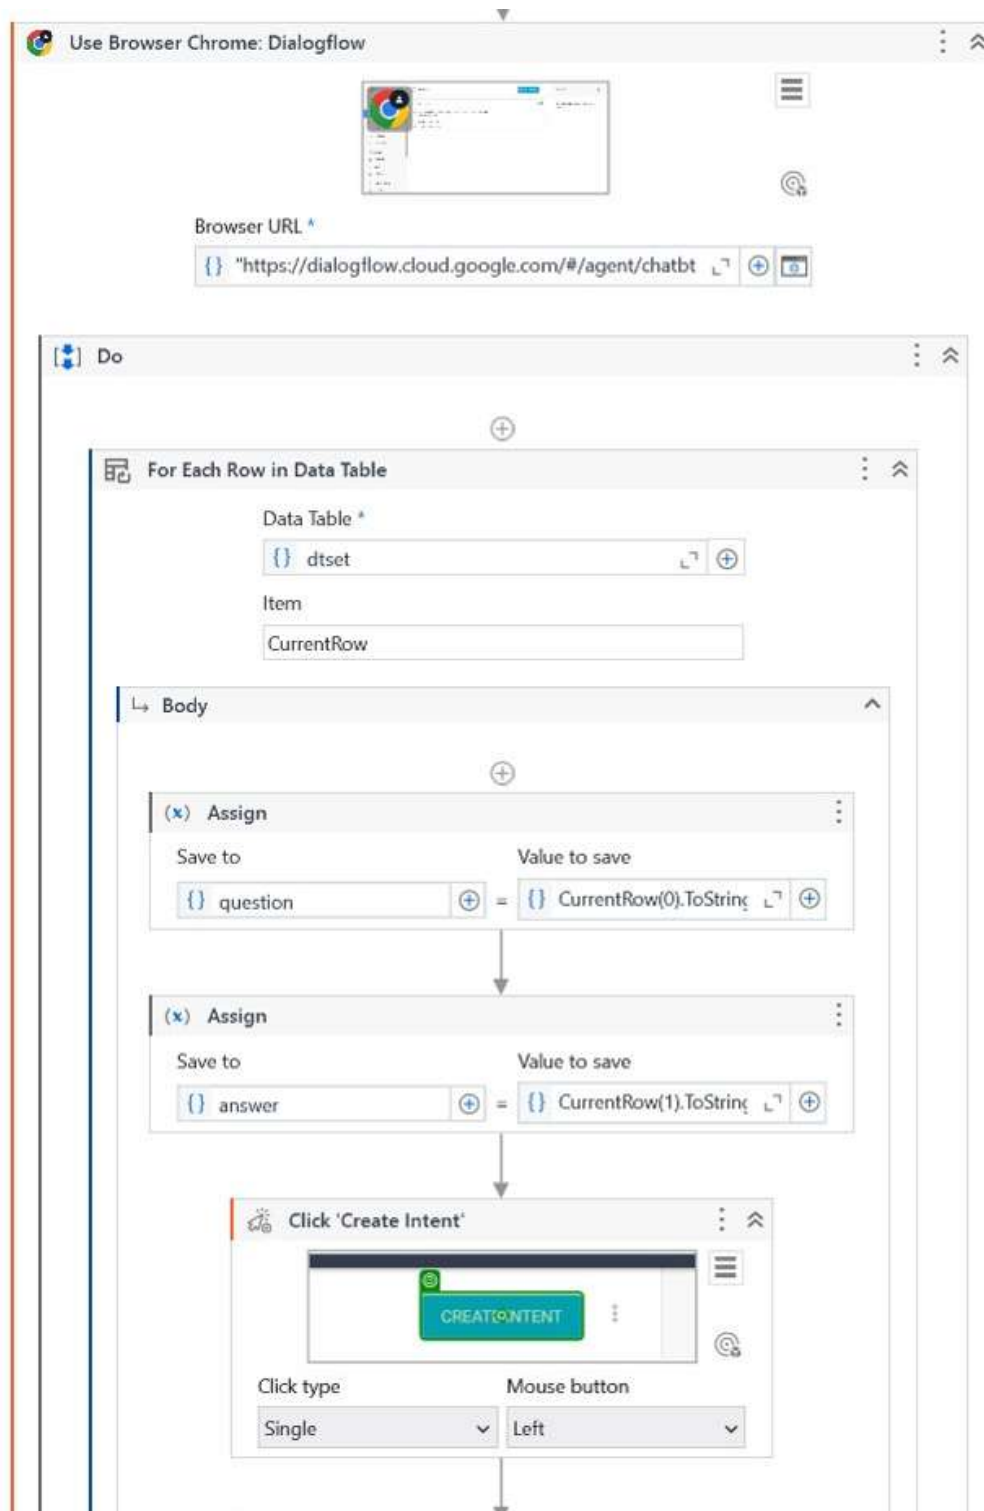 Use Browser Chrome: Dialogflow
Browser URL *
{} "https://dialogflow.cloud.google.com/#/agent/chatbt
Do
For Each Row in Data Table
Data Table *
{} dtset
Item
CurrentRow
Body
(x) Assign
Save to Value to save
{} question = {} CurrentRow(0).ToString
(x) Assign
Save to Value to save
{} answer = {} CurrentRow(1).ToString
Click 'Create Intent'
Click type Mouse button
Single Left